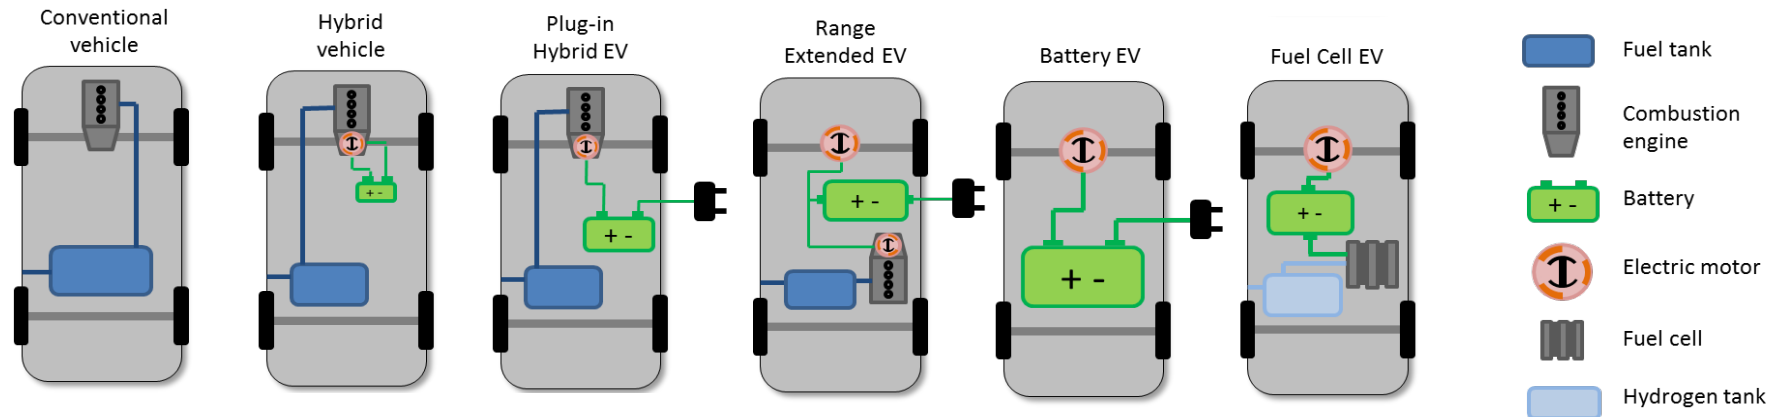 Conventional
vehicle
Hybrid
vehicle
Plug-in
Hybrid EV
Range
Extended EV
Battery EV
Fuel Cell EV
+ -
+ -
+ -
+ -
+ -
Fuel tank
Combustion
engine
+ -
Battery
Electric motor
Fuel cell
Hydrogen tank